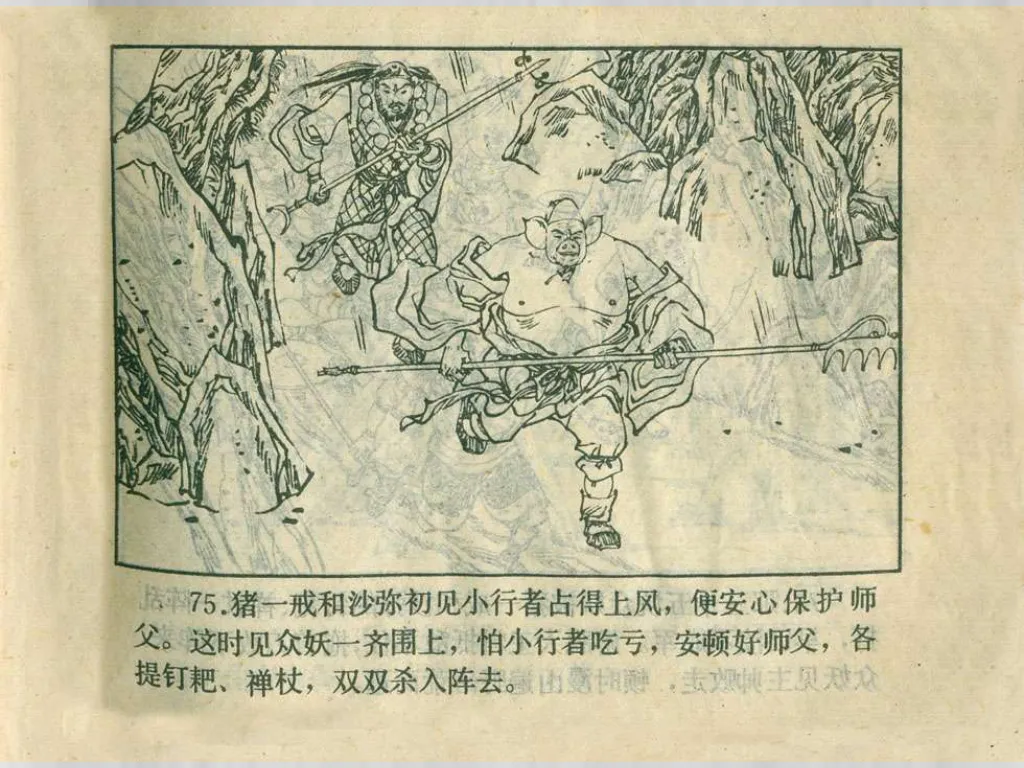 75.猪一戒和沙弥初见小行者占得上风，便安心保护师
父。这时见众妖一齐围上，怕小行者吃亏，安顿好师父，各
提钉耙、禅杖，双双杀入阵去。